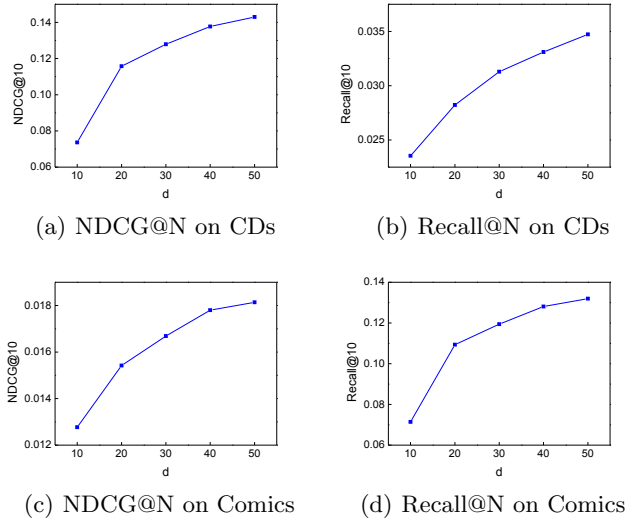 NDCG@10
0.14
0.12
0.10
0.08
0.06
10 20 30 40 50
d
(a) NDCG@N on CDs
Recall@10
0.035
0.030
0.025
10 20 30 40 50
d
(b) Recall@N on CDs
NDCG@10
0.018
0.016
0.014
0.012
10 20 30 40 50
d
(c) NDCG@N on Comics
Recall@10
0.14
0.12
0.10
0.08
0.06
10 20 30 40 50
d
(d) Recall@N on Comics